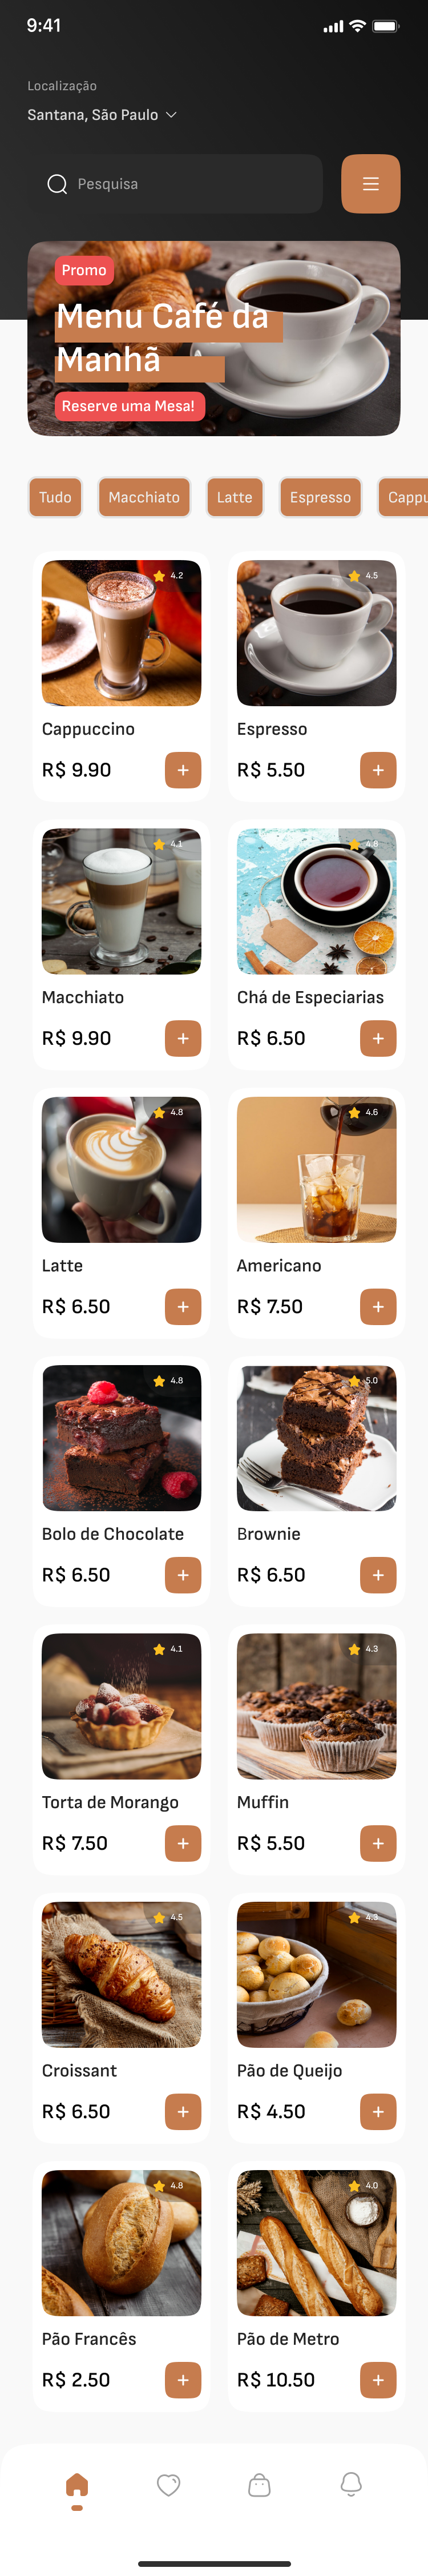 9:41
Localização
Santana, São Paulo
Pesquisa
Promo
Menu Café da
Manhã
Reserve uma Mesa!
Tudo Macchiato Latte Espresso Cappu
4.2 4.5
Cappuccino Espresso
R$ 9.90 R$ 5.50
4.1 4.8
Macchiato Chá de Especiarias
R$ 9.90 R$ 6.50
4.8 4.6
Latte Americano
R$ 6.50 R$ 7.50
4.8 5.0
Bolo de Chocolate Brownie
R$ 6.50 R$ 6.50
4.1 4.3
Torta de Morango Muffin
R$ 7.50 R$ 5.50
4.5 4.3
Croissant Pão de Queijo
R$ 6.50 R$ 4.50
4.8 4.0
Pão Francês Pão de Metro
R$ 2.50 R$ 10.50